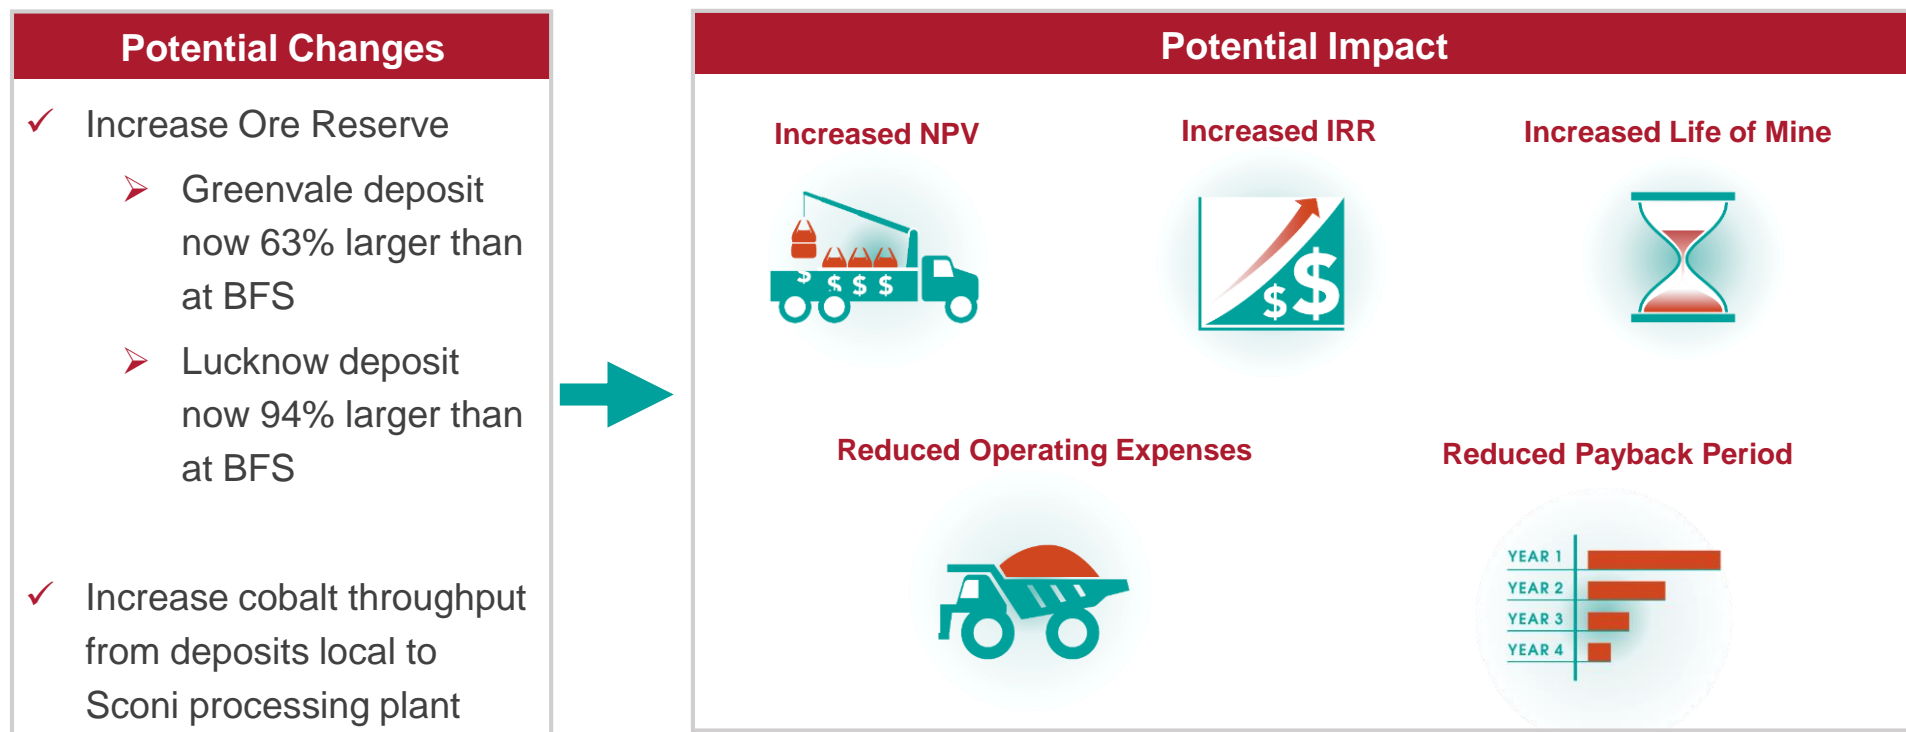 Potential Changes
✓ Increase Ore Reserve
➢ Greenvale deposit
now 63% larger than
at BFS
➢ Lucknow deposit
now 94% larger than
at BFS
✓ Increase cobalt throughput
from deposits local to
Sconi processing plant
Potential Impact
Increased NPV
$ $ $ $
Increased IRR
$ $
Increased Life of Mine
Reduced Operating Expenses
Reduced Payback Period
YEAR 1
YEAR 2
YEAR 3
YEAR 4